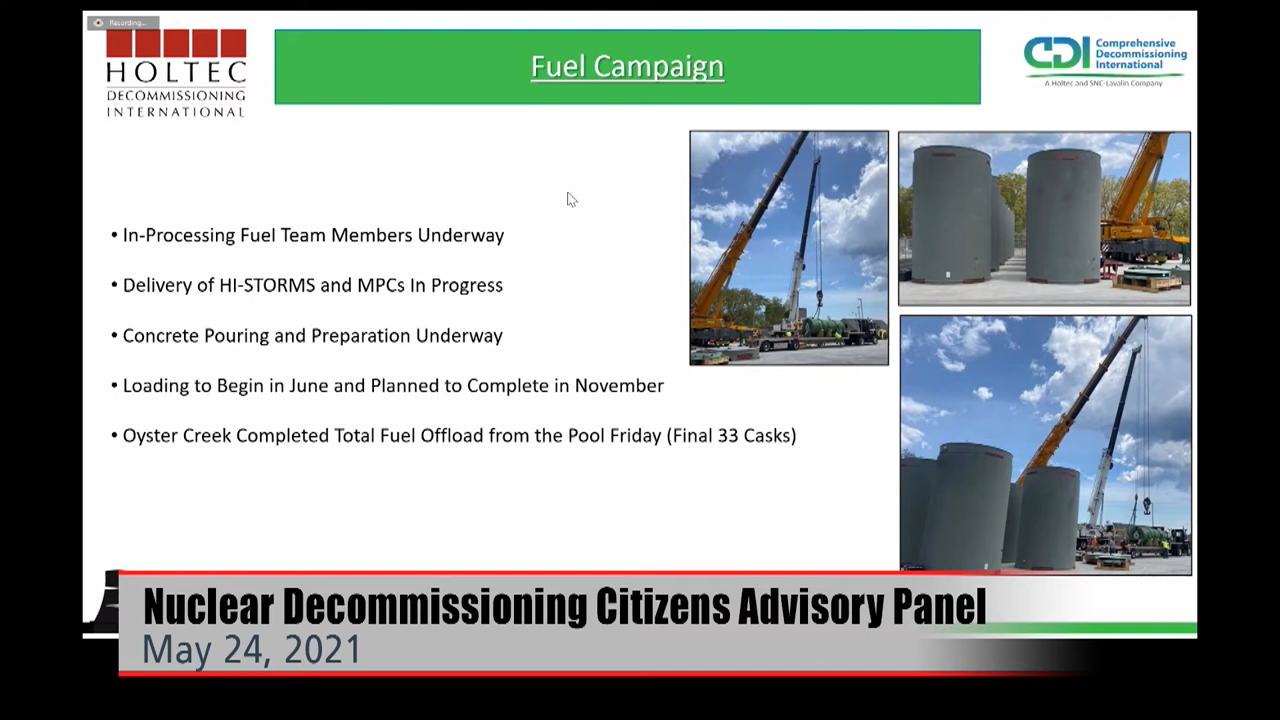 Recording...
HOLTEC
DECOMMISSIONING
INTERNATIONAL
Fuel Campaign
CDI Comprehensive
Decommissioning
International
A Holtec and SNC-Lavalin Company
• In-Processing Fuel Team Members Underway
• Delivery of HI-STORMS and MPCs In Progress
• Concrete Pouring and Preparation Underway
• Loading to Begin in June and Planned to Complete in November
• Oyster Creek Completed Total Fuel Offload from the Pool Friday (Final 33 Casks)
Nuclear Decommissioning Citizens Advisory Panel
May 24, 2021